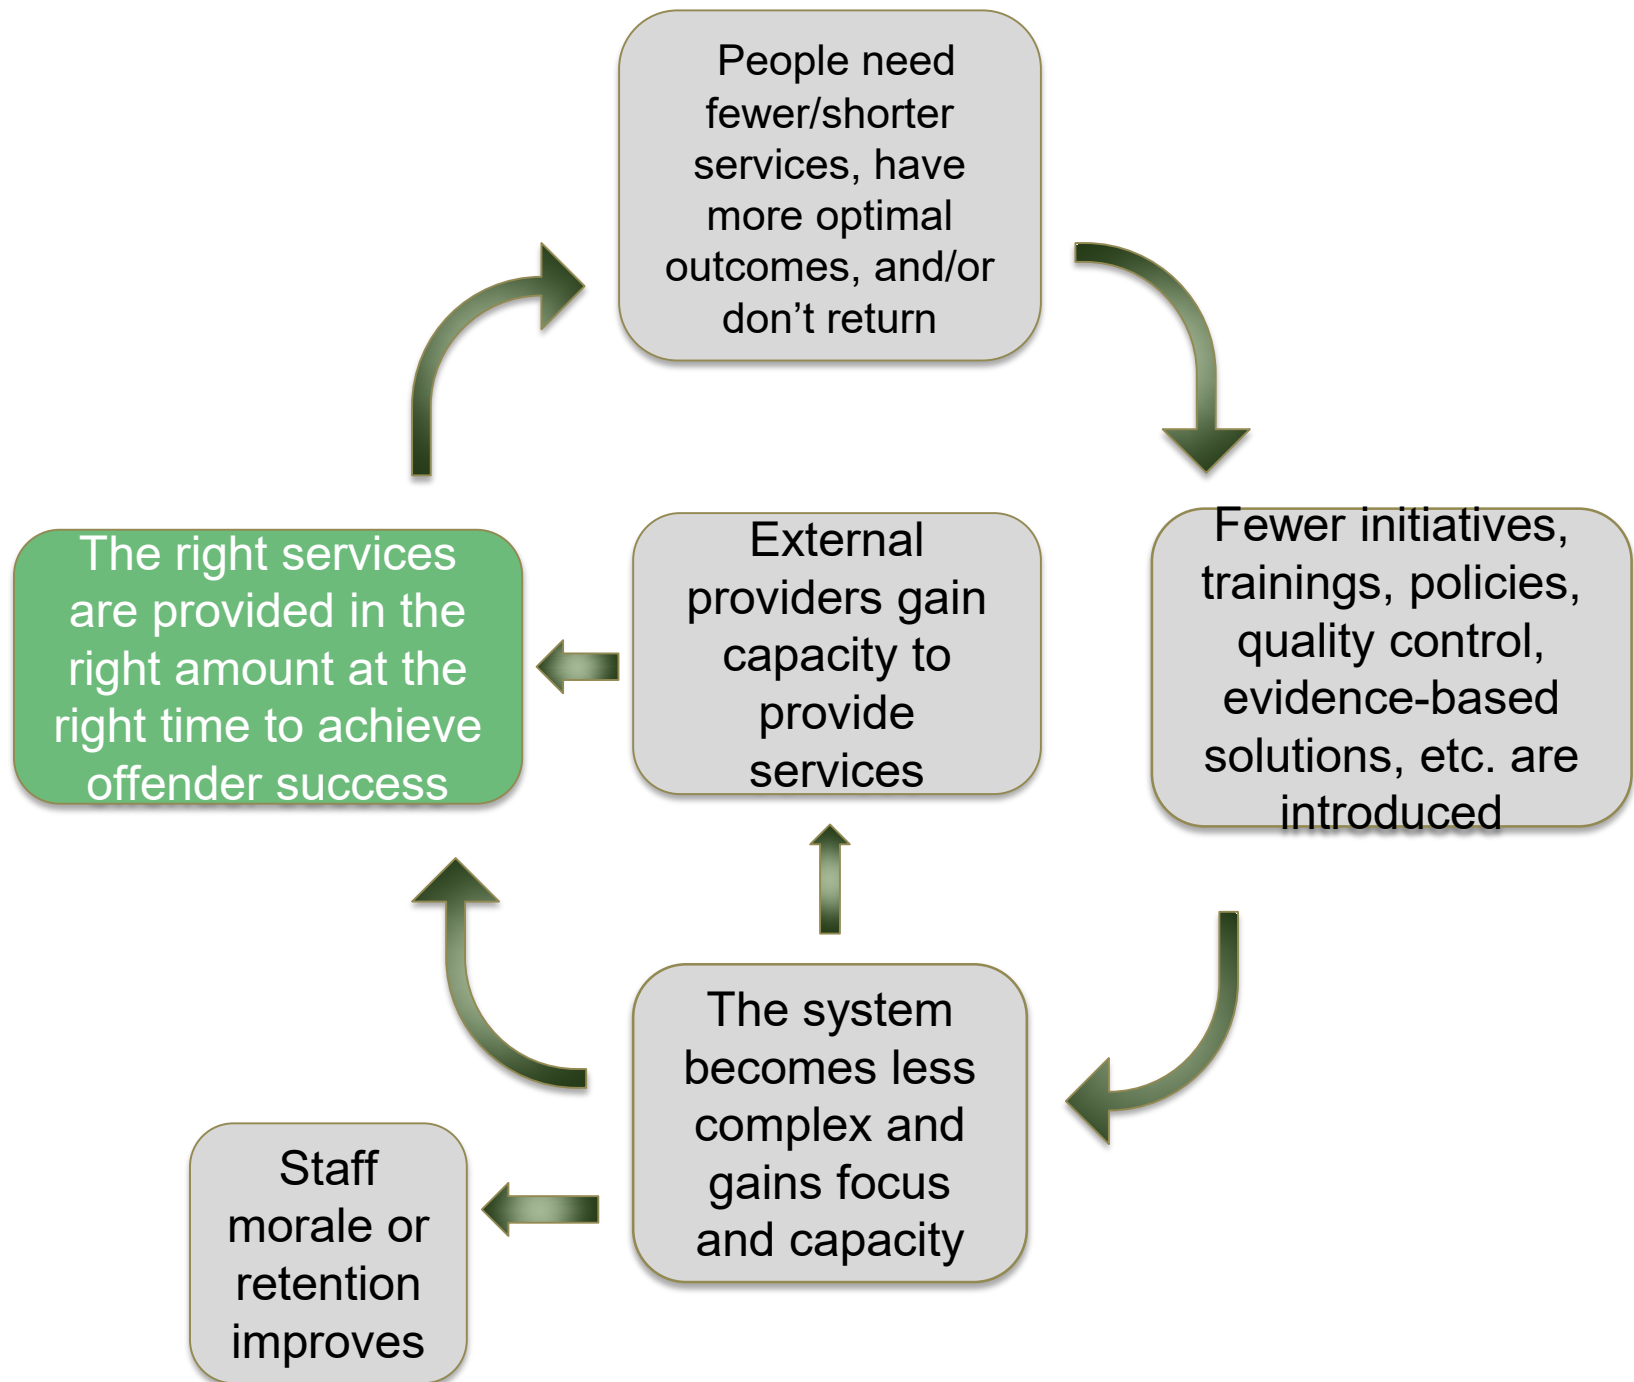 People need
fewer/shorter
services, have
more optimal
outcomes, and/or
don’t return
The right services
are provided in the
right amount at the
right time to achieve
offender success
External
providers gain
capacity to
provide
services
Fewer initiatives,
trainings, policies,
quality control,
evidence-based
solutions, etc. are
introduced
The system
becomes less
complex and
gains focus
and capacity
Staff
morale or
retention
improves